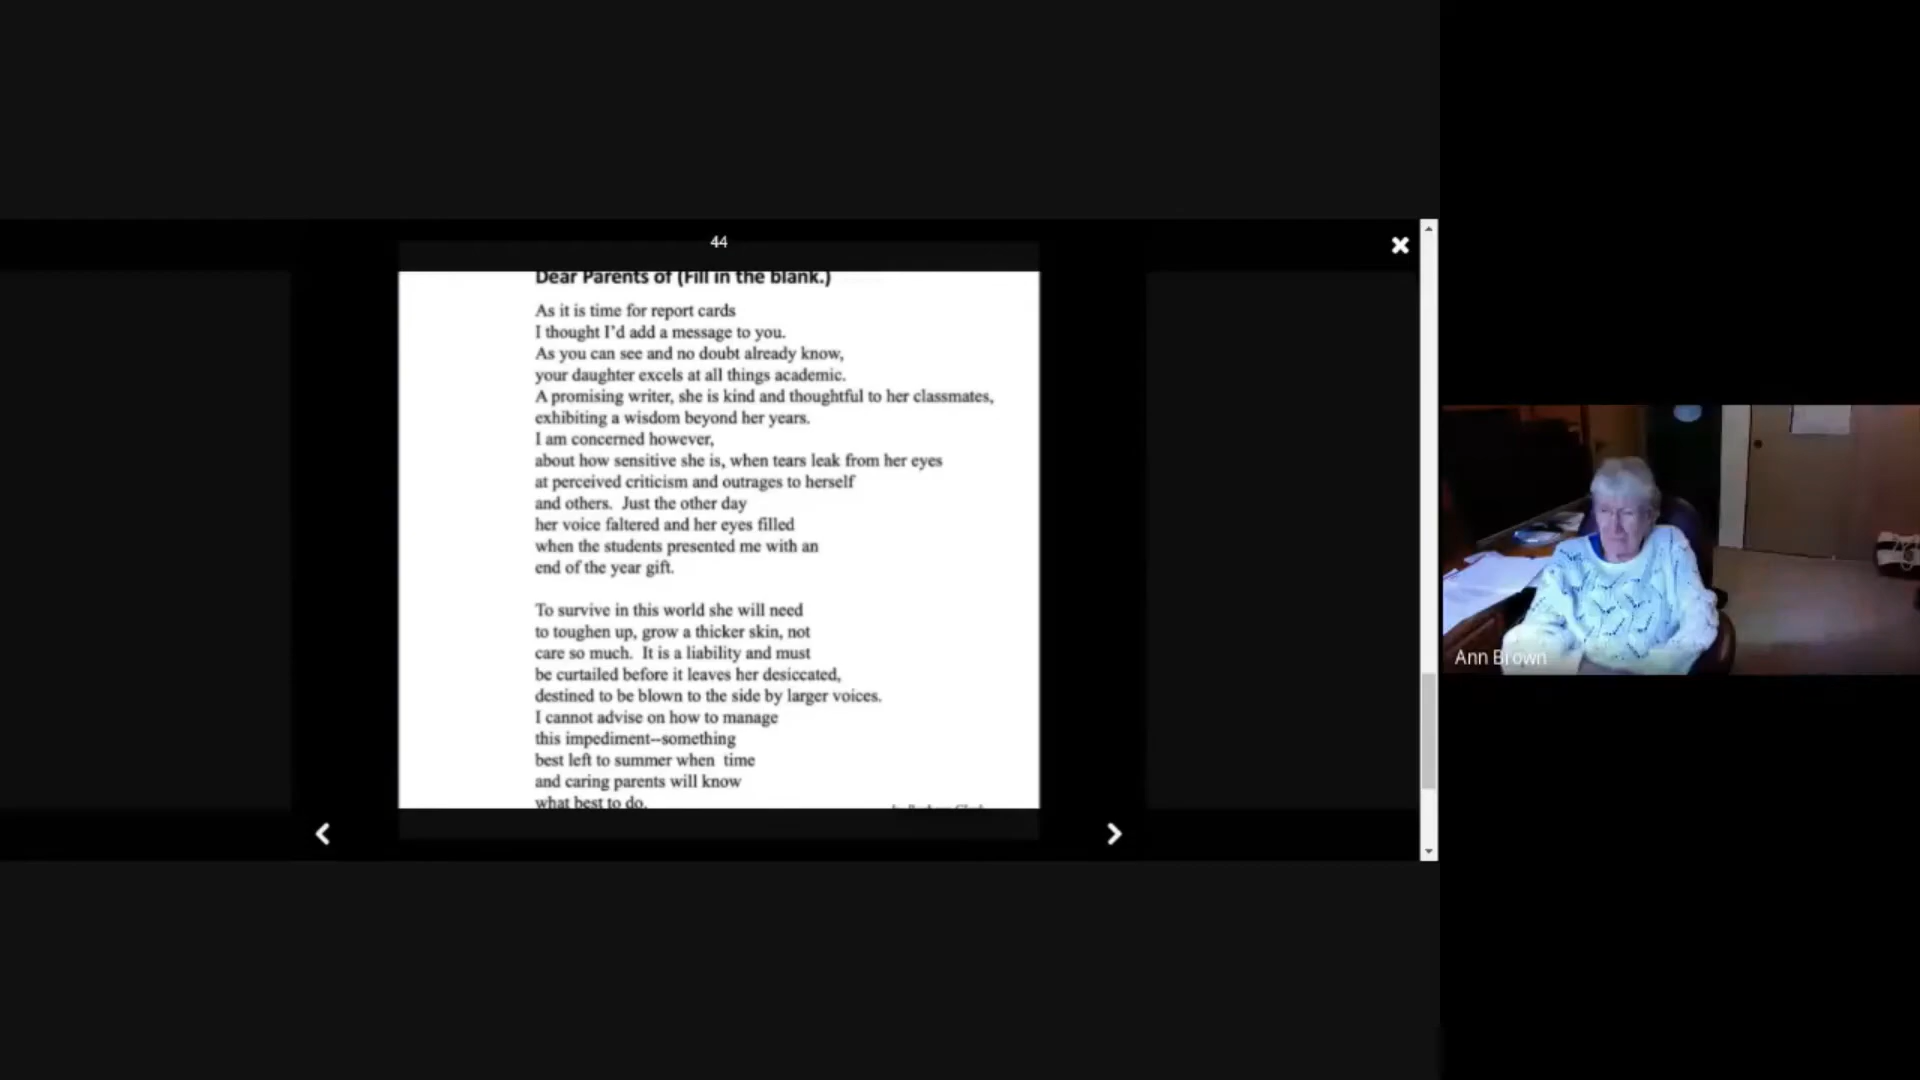 44
Dear Parents of (Fill in the blank.)
As it is time for report cards
I thought I'd add a message to you.
As you can see and no doubt already know,
your daughter excels at all things academic.
A promising writer, she is kind and thoughtful to her classmates,
exhibiting a wisdom beyond her years.
I am concerned however,
about how sensitive she is, when tears leak from her eyes
at perceived criticism and outrages to herself
and others.  Just the other day
her voice faltered and her eyes filled
when the students presented me with an
end of the year gift.
To survive in this world she will need
to toughen up, grow a thicker skin, not
care so much.  It is a liability and must
be curtailed before it leaves her desiccated,
destined to be blown to the side by larger voices.
I cannot advise on how to manage
this impediment--something
best left to summer when  time
and caring parents will know
what best to do.
Ann Brown